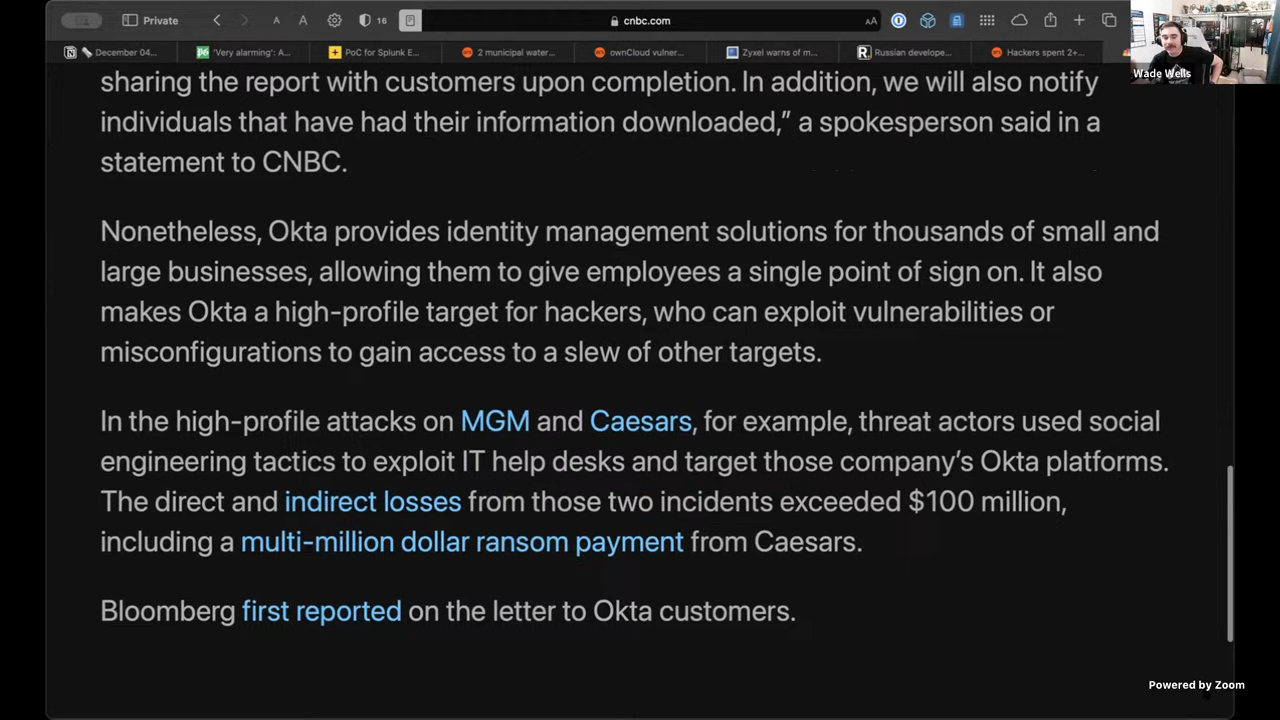 Private
A
A
16
cnbc.com
AA
December 04...
'Very alarming': A...
PoC for Splunk E...
2 municipal water...
ownCloud vulner...
Zyxel warns of m...
Russian develope...
Hackers spent 2+...
Wade Wells
sharing the report with customers upon completion. In addition, we will also notify
individuals that have had their information downloaded,” a spokesperson said in a
statement to CNBC.
Nonetheless, Okta provides identity management solutions for thousands of small and
large businesses, allowing them to give employees a single point of sign on. It also
makes Okta a high-profile target for hackers, who can exploit vulnerabilities or
misconfigurations to gain access to a slew of other targets.
In the high-profile attacks on MGM and Caesars, for example, threat actors used social
engineering tactics to exploit IT help desks and target those company’s Okta platforms.
The direct and indirect losses from those two incidents exceeded $100 million,
including a multi-million dollar ransom payment from Caesars.
Bloomberg first reported on the letter to Okta customers.
Powered by Zoom